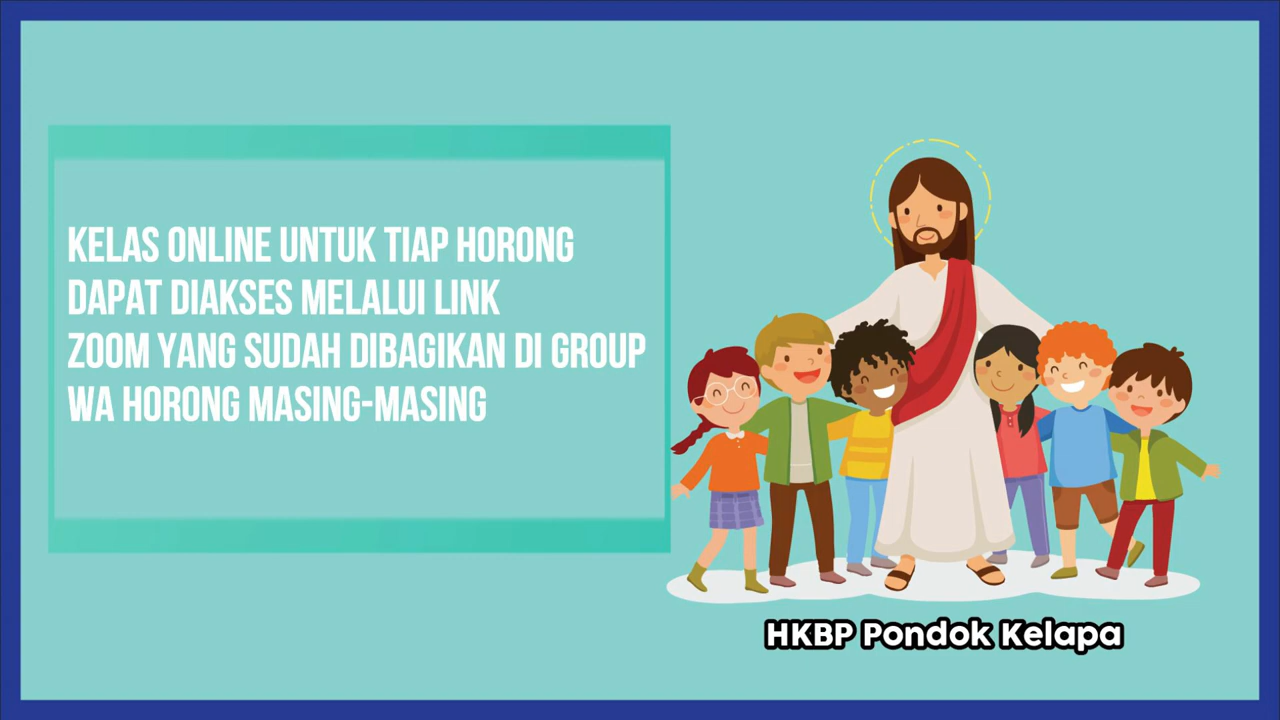 KELAS ONLINE UNTUK TIAP HORONG
DAPAT DIAKSES MELALUI LINK
ZOOM YANG SUDAH DIBAGIKAN DI GROUP
WA HORONG MASING-MASING
HKBP Pondok Kelapa